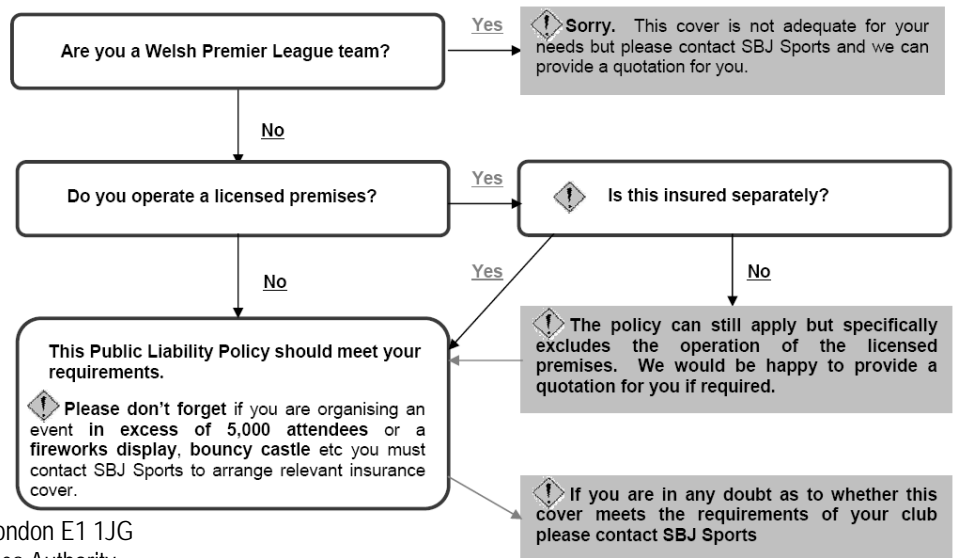 Are you a Welsh Premier League team?
Yes
Sorry. This cover is not adequate for your
needs but please contact SBJ Sports and we can
provide a quotation for you.
No
Do you operate a licensed premises?
Yes
Is this insured separately?
No
Yes
No
This Public Liability Policy should meet your
requirements.
Please don't forget if you are organising an
event in excess of 5,000 attendees or a
fireworks display, bouncy castle etc you must
contact SBJ Sports to arrange relevant insurance
cover.
The policy can still apply but specifically
excludes the operation of the licensed
premises. We would be happy to provide a
quotation for you if required.
If you are in any doubt as to whether this
cover meets the requirements of your club
please contact SBJ Sports
ondon E1 1JG
Authority